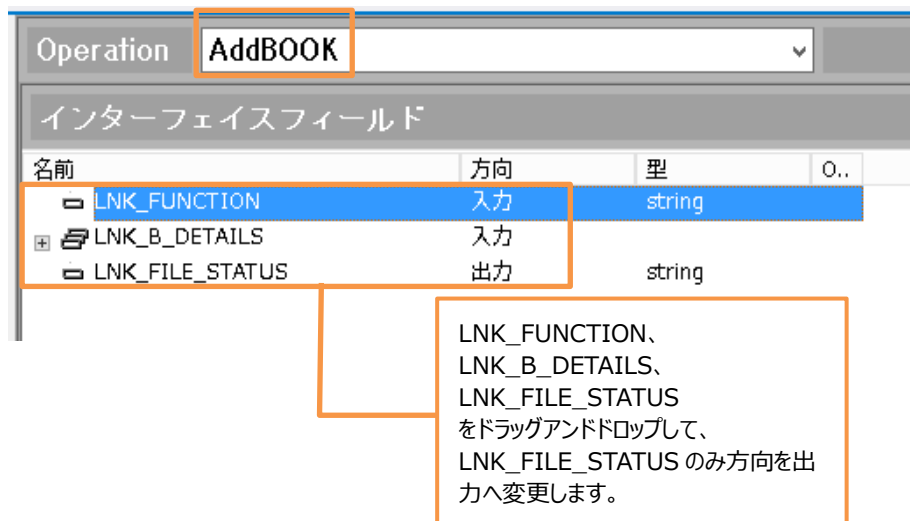 Operation AddBOOK
インターフェイスフィールド
名前 方向 型 O..
LNK_FUNCTION 入力 string
LNK_B_DETAILS 入力
LNK_FILE_STATUS 出力 string
LNK_FUNCTION、
LNK_B_DETAILS、
LNK_FILE_STATUS
をドラッグアンドドロップして、
LNK_FILE_STATUS のみ方向を出
力へ変更します。